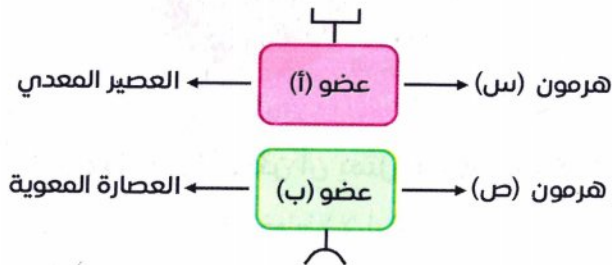 هرمون (س) عضو (أ) العصير المعدي
هرمون (ص) عضو (ب) العصارة المعوية